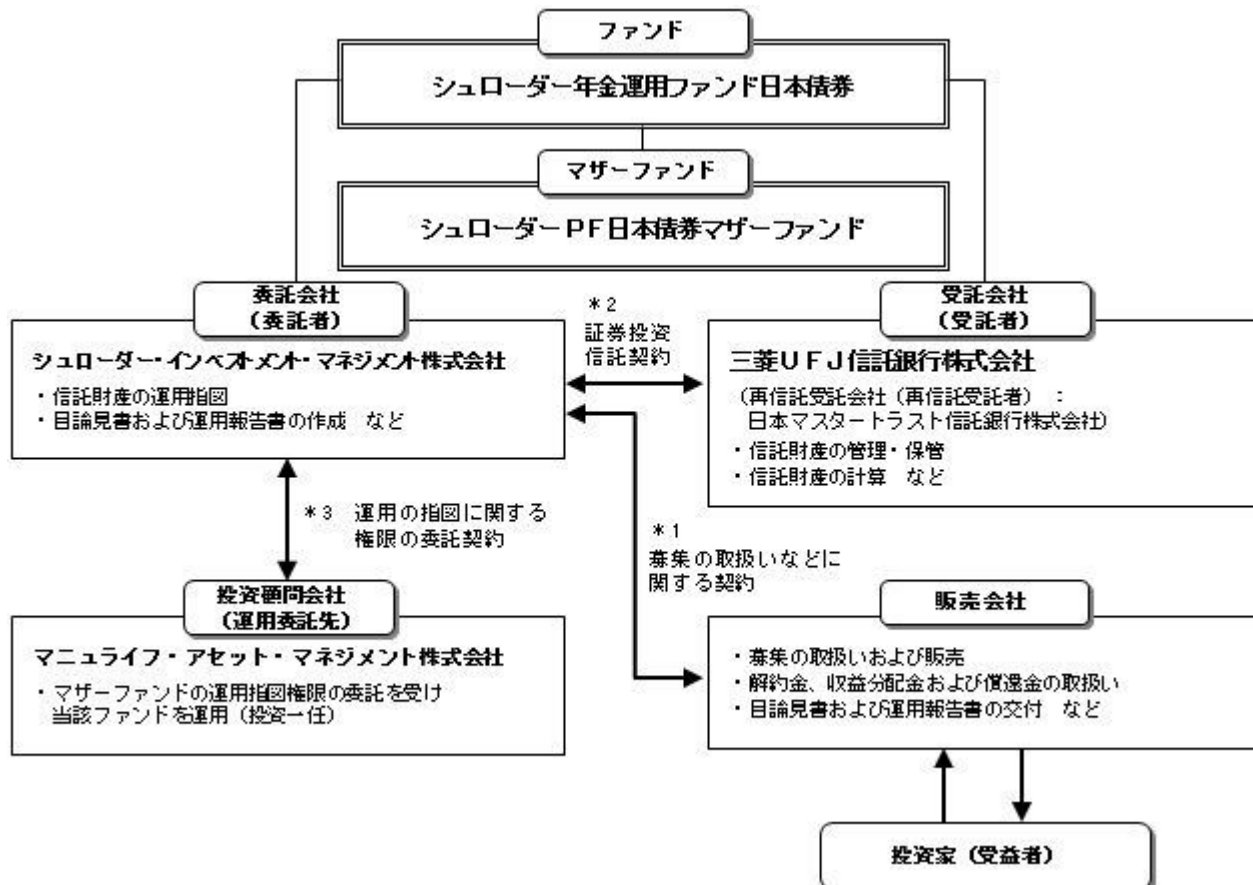 ファンド
シュローダー年金運用ファンド日本債券
マザーファンド
シュローダーＰＦ日本債券マザーファンド
委託会社
（委託者）
シュローダー・インベストメント・マネジメント株式会社
・信託財産の運用指図
・目論見書および運用報告書の作成　など
＊2
証券投資
信託契約
受託会社
（受託者）
三菱ＵＦＪ信託銀行株式会社
（再信託受託会社（再信託受託者）：
日本マスタートラスト信託銀行株式会社）
・信託財産の管理・保管
・信託財産の計算　など
＊3　運用の指図に関する
権限の委託契約
＊1
募集の取扱いなどに
関する契約
投資顧問会社
（運用委託先）
マニュライフ・アセット・マネジメント株式会社
・マザーファンドの運用指図権限の委託を受け
当該ファンドを運用（投資一任）
販売会社
・募集の取扱いおよび販売
・解約金、収益分配金および償還金の取扱い
・目論見書および運用報告書の交付　など
投資家（受益者）